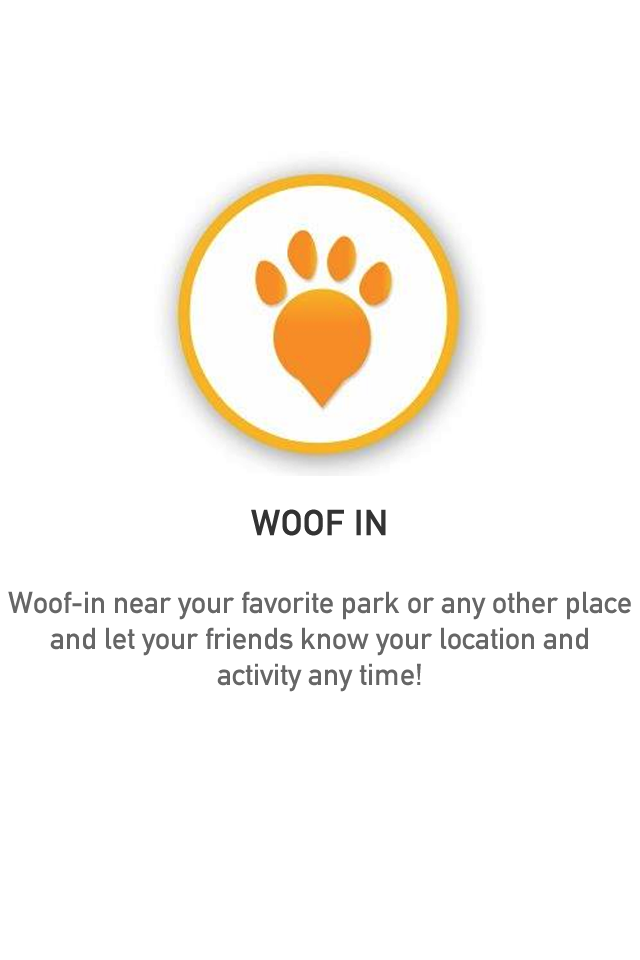 WOOF IN
Woof-in near your favorite park or any other place
and let your friends know your location and
activity any time!